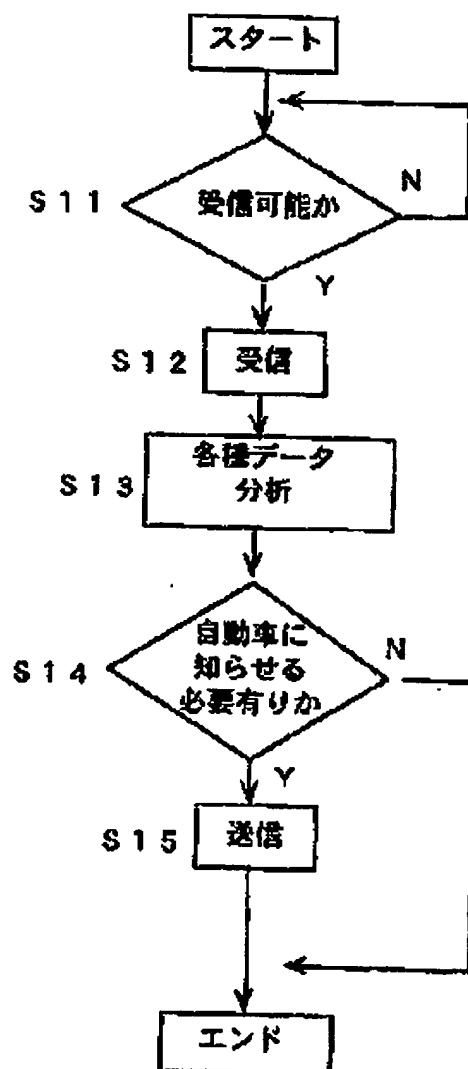 スタート
S11
受信可能か
N
Y
S12
受信
S13
各種データ
分析
S14
自動車に
知らせる
必要有りか
N
Y
S15
送信
エンド